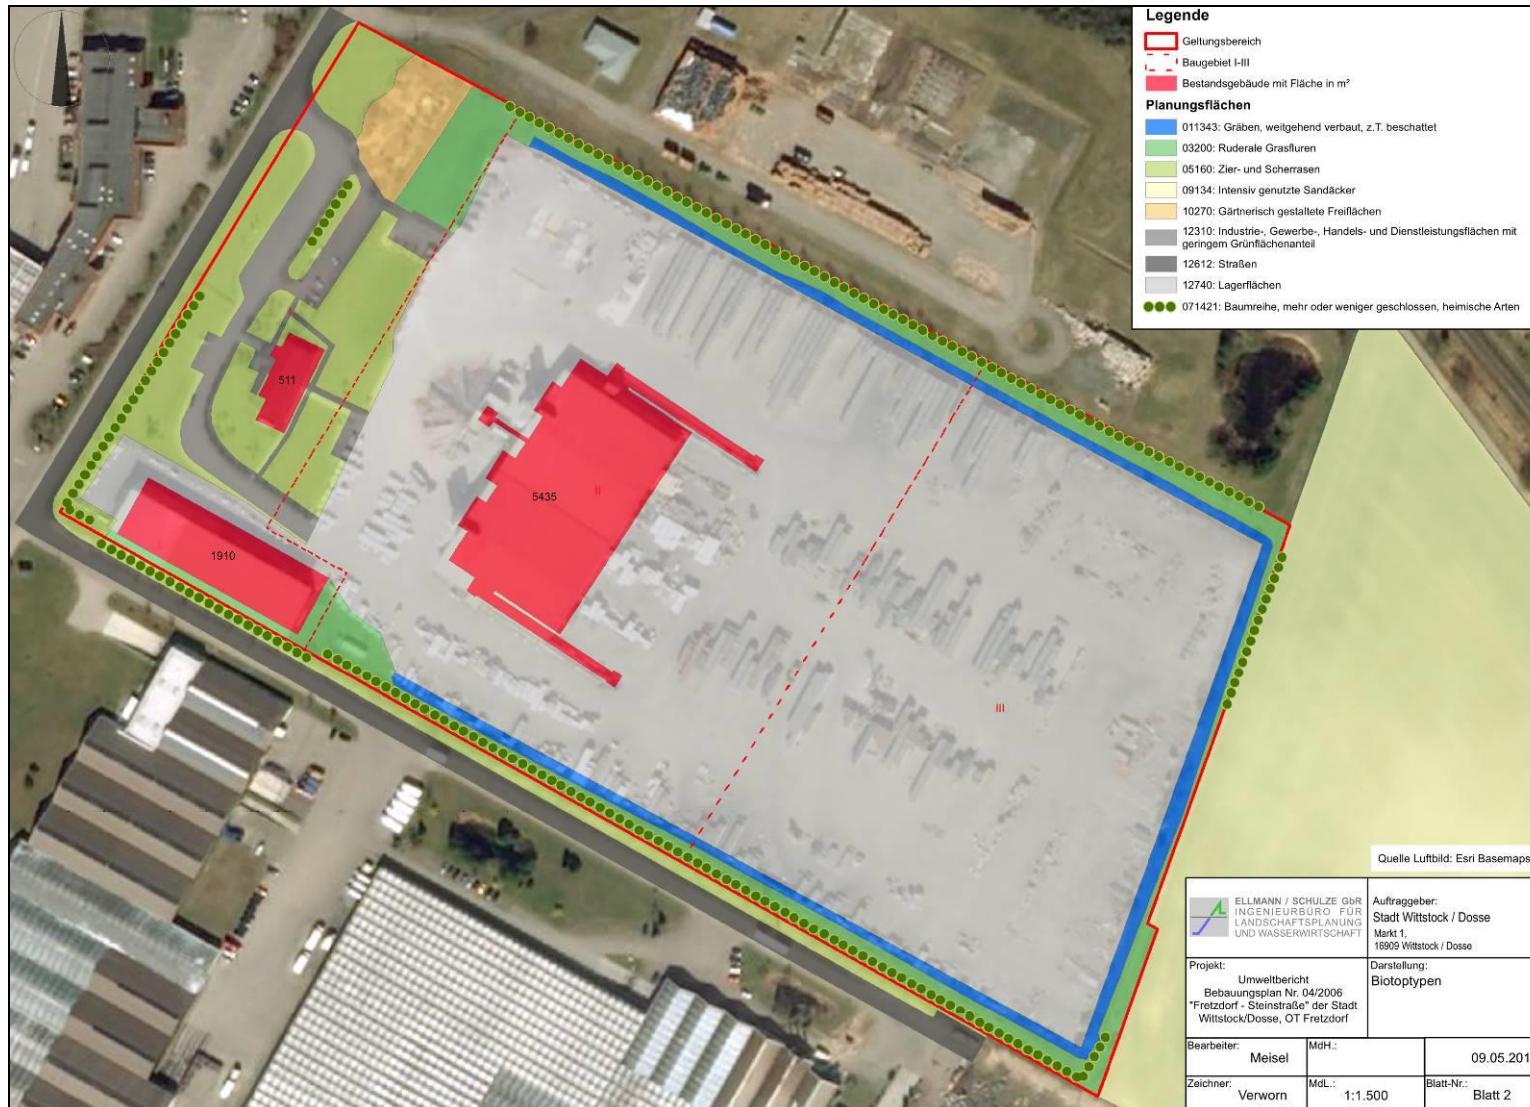 Legende
Geltungsbereich
Baugebiet I-III
Bestandsgebäude mit Fläche in m²
Planungsflächen
011343: Gräben, weitgehend verbaut, z.T. beschattet
03200: Ruderale Grasfluren
05160: Zier- und Scherrasen
09134: Intensiv genutzte Sandäcker
10270: Gärtnerisch gestaltete Freiflächen
12310: Industrie-, Gewerbe-, Handels- und Dienstleistungsflächen mit
geringem Grünflächenanteil
12612: Straßen
12740: Lagerflächen
071421: Baumreihe, mehr oder weniger geschlossen, heimische Arten
511
5435
II
1910
III
Quelle Luftbild: Esri Basemaps
ELLMANN / SCHULZE GbR
INGENIEURBÜRO FÜR
LANDSCHAFTSPLANUNG
UND WASSERWIRTSCHAFT
Auftraggeber:
Stadt Wittstock / Dosse
Markt 1,
16909 Wittstock / Dosse
Projekt:
Umweltbericht
Bebauungsplan Nr. 04/2006
"Fretzdorf - Steinstraße" der Stadt
Wittstock/Dosse, OT Fretzdorf
Darstellung:
Biotoptypen
Bearbeiter:
Meisel
MdH.:
09.05.201
Zeichner:
Verworn
MdL.:
1:1.500
Blatt-Nr.:
Blatt 2